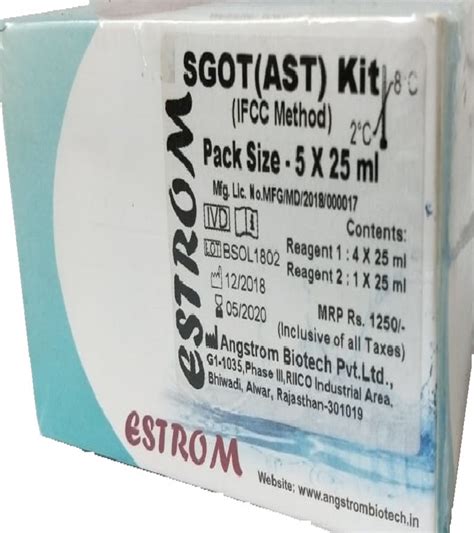 SGOT(AST) Kit
8°C
(IFCC Method)
2°C
Pack Size - 5 X 25 ml
Mfg. Lic. No.MFG/MD/2018/000017
IVD
LOT BSOL1802
12/2018
05/2020
Contents:
Reagent 1 : 4 X 25 ml
Reagent 2 : 1 X 25 ml
MRP Rs. 1250/-
(Inclusive of all Taxes)
Angstrom Biotech Pvt.Ltd.,
G1-1035,Phase III,RIICO Industrial Area,
Bhiwadi, Alwar, Rajasthan-301019
ESTROM
ESTROM
Website: www.angstrombiotech.in